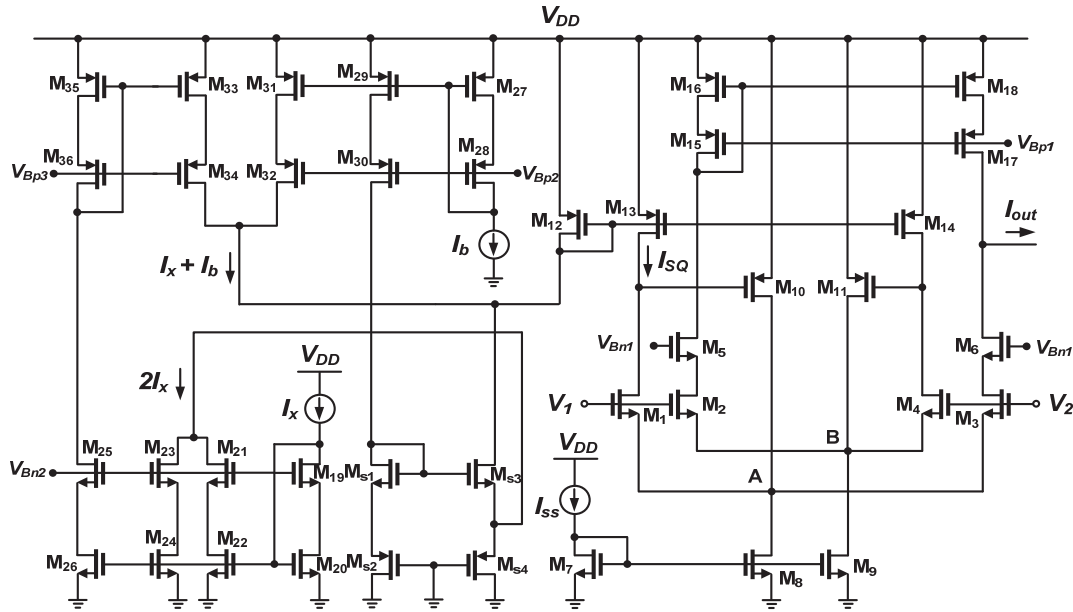 V_DD
M35
M33
M31
M29
M27
M16
M18
M36
M34
M32
M30
M28
M15
M17
V_Bp3
V_Bp2
V_Bp1
M12
M13
M14
I_out
I_b
I_x + I_b
I_SQ
M10
M11
V_Bn1
M5
M6
V_Bn1
V_DD
2I_x
I_x
V_1
M1
M2
M4
M3
V_2
M25
M23
M21
M19
Ms1
Ms3
V_DD
B
V_Bn2
A
I_ss
M26
M24
M22
M20
Ms2
Ms4
M7
M8
M9